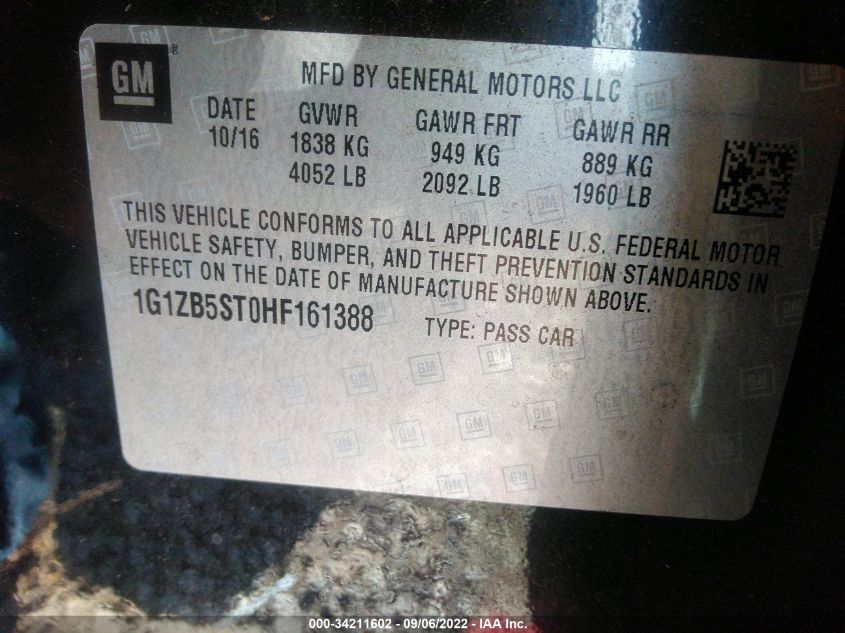 GM ®
MFD BY GENERAL MOTORS LLC
DATE GVWR GAWR FRT GAWR RR
10/16 1838 KG 949 KG 889 KG
4052 LB 2092 LB 1960 LB
THIS VEHICLE CONFORMS TO ALL APPLICABLE U.S. FEDERAL MOTOR
VEHICLE SAFETY, BUMPER, AND THEFT PREVENTION STANDARDS IN
EFFECT ON THE DATE OF MANUFACTURE SHOWN ABOVE.
1G1ZB5ST0HF161388 TYPE: PASS CAR
000-34211602 - 09/06/2022 - IAA Inc.